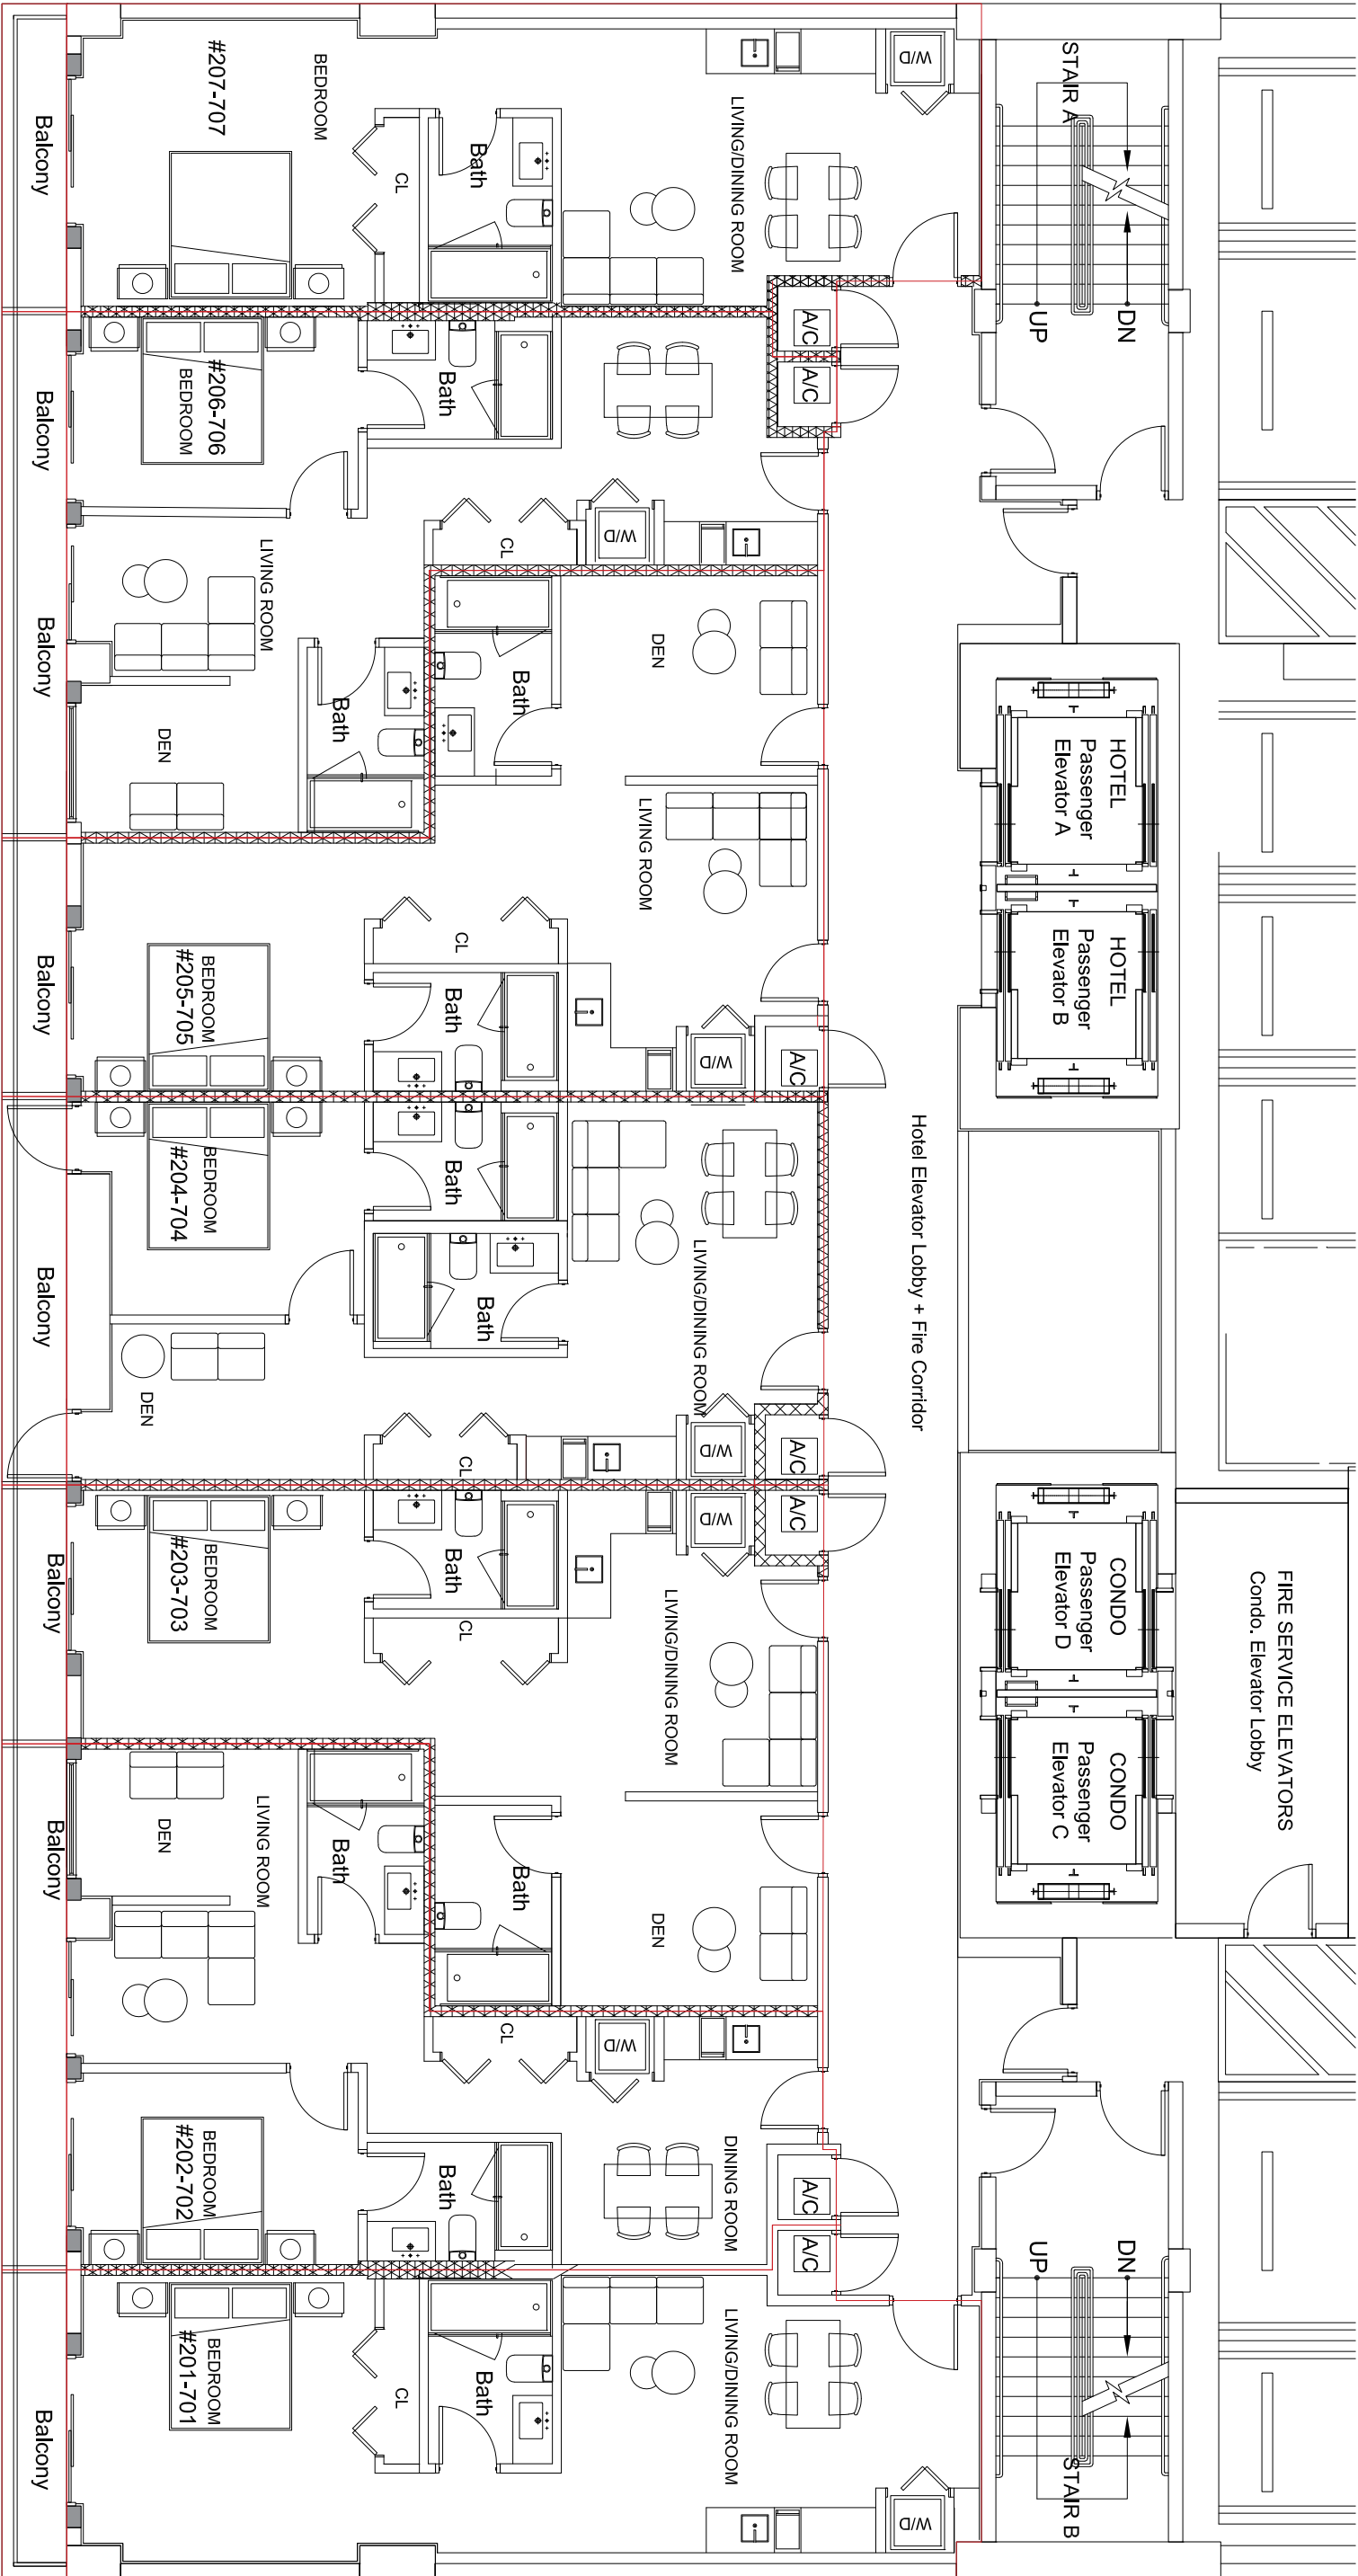 STAIR A
DN
UP
W/D
#207-707
BEDROOM
Balcony
CL
Bath
LIVING/DINING ROOM
A/C
A/C
#206-706
BEDROOM
Balcony
Bath
W/D
CL
LIVING ROOM
Balcony
DEN
Bath
Bath
DEN
LIVING ROOM
HOTEL
Passenger
Elevator A
HOTEL
Passenger
Elevator B
CL
BEDROOM
#205-705
Balcony
Bath
W/D
A/C
Hotel Elevator Lobby + Fire Corridor
BEDROOM
#204-704
Balcony
Bath
Bath
LIVING/DINING ROOM
DEN
CL
W/D
A/C
A/C
W/D
BEDROOM
#203-703
Balcony
Bath
CL
LIVING/DINING ROOM
CONDO
Passenger
Elevator D
CONDO
Passenger
Elevator C
FIRE SERVICE ELEVATORS
Condo. Elevator Lobby
DEN
LIVING ROOM
Balcony
Bath
Bath
DEN
CL
W/D
BEDROOM
#202-702
Bath
DINING ROOM
A/C
A/C
BEDROOM
#201-701
Balcony
CL
Bath
LIVING/DINING ROOM
W/D
UP
DN
STAIR B